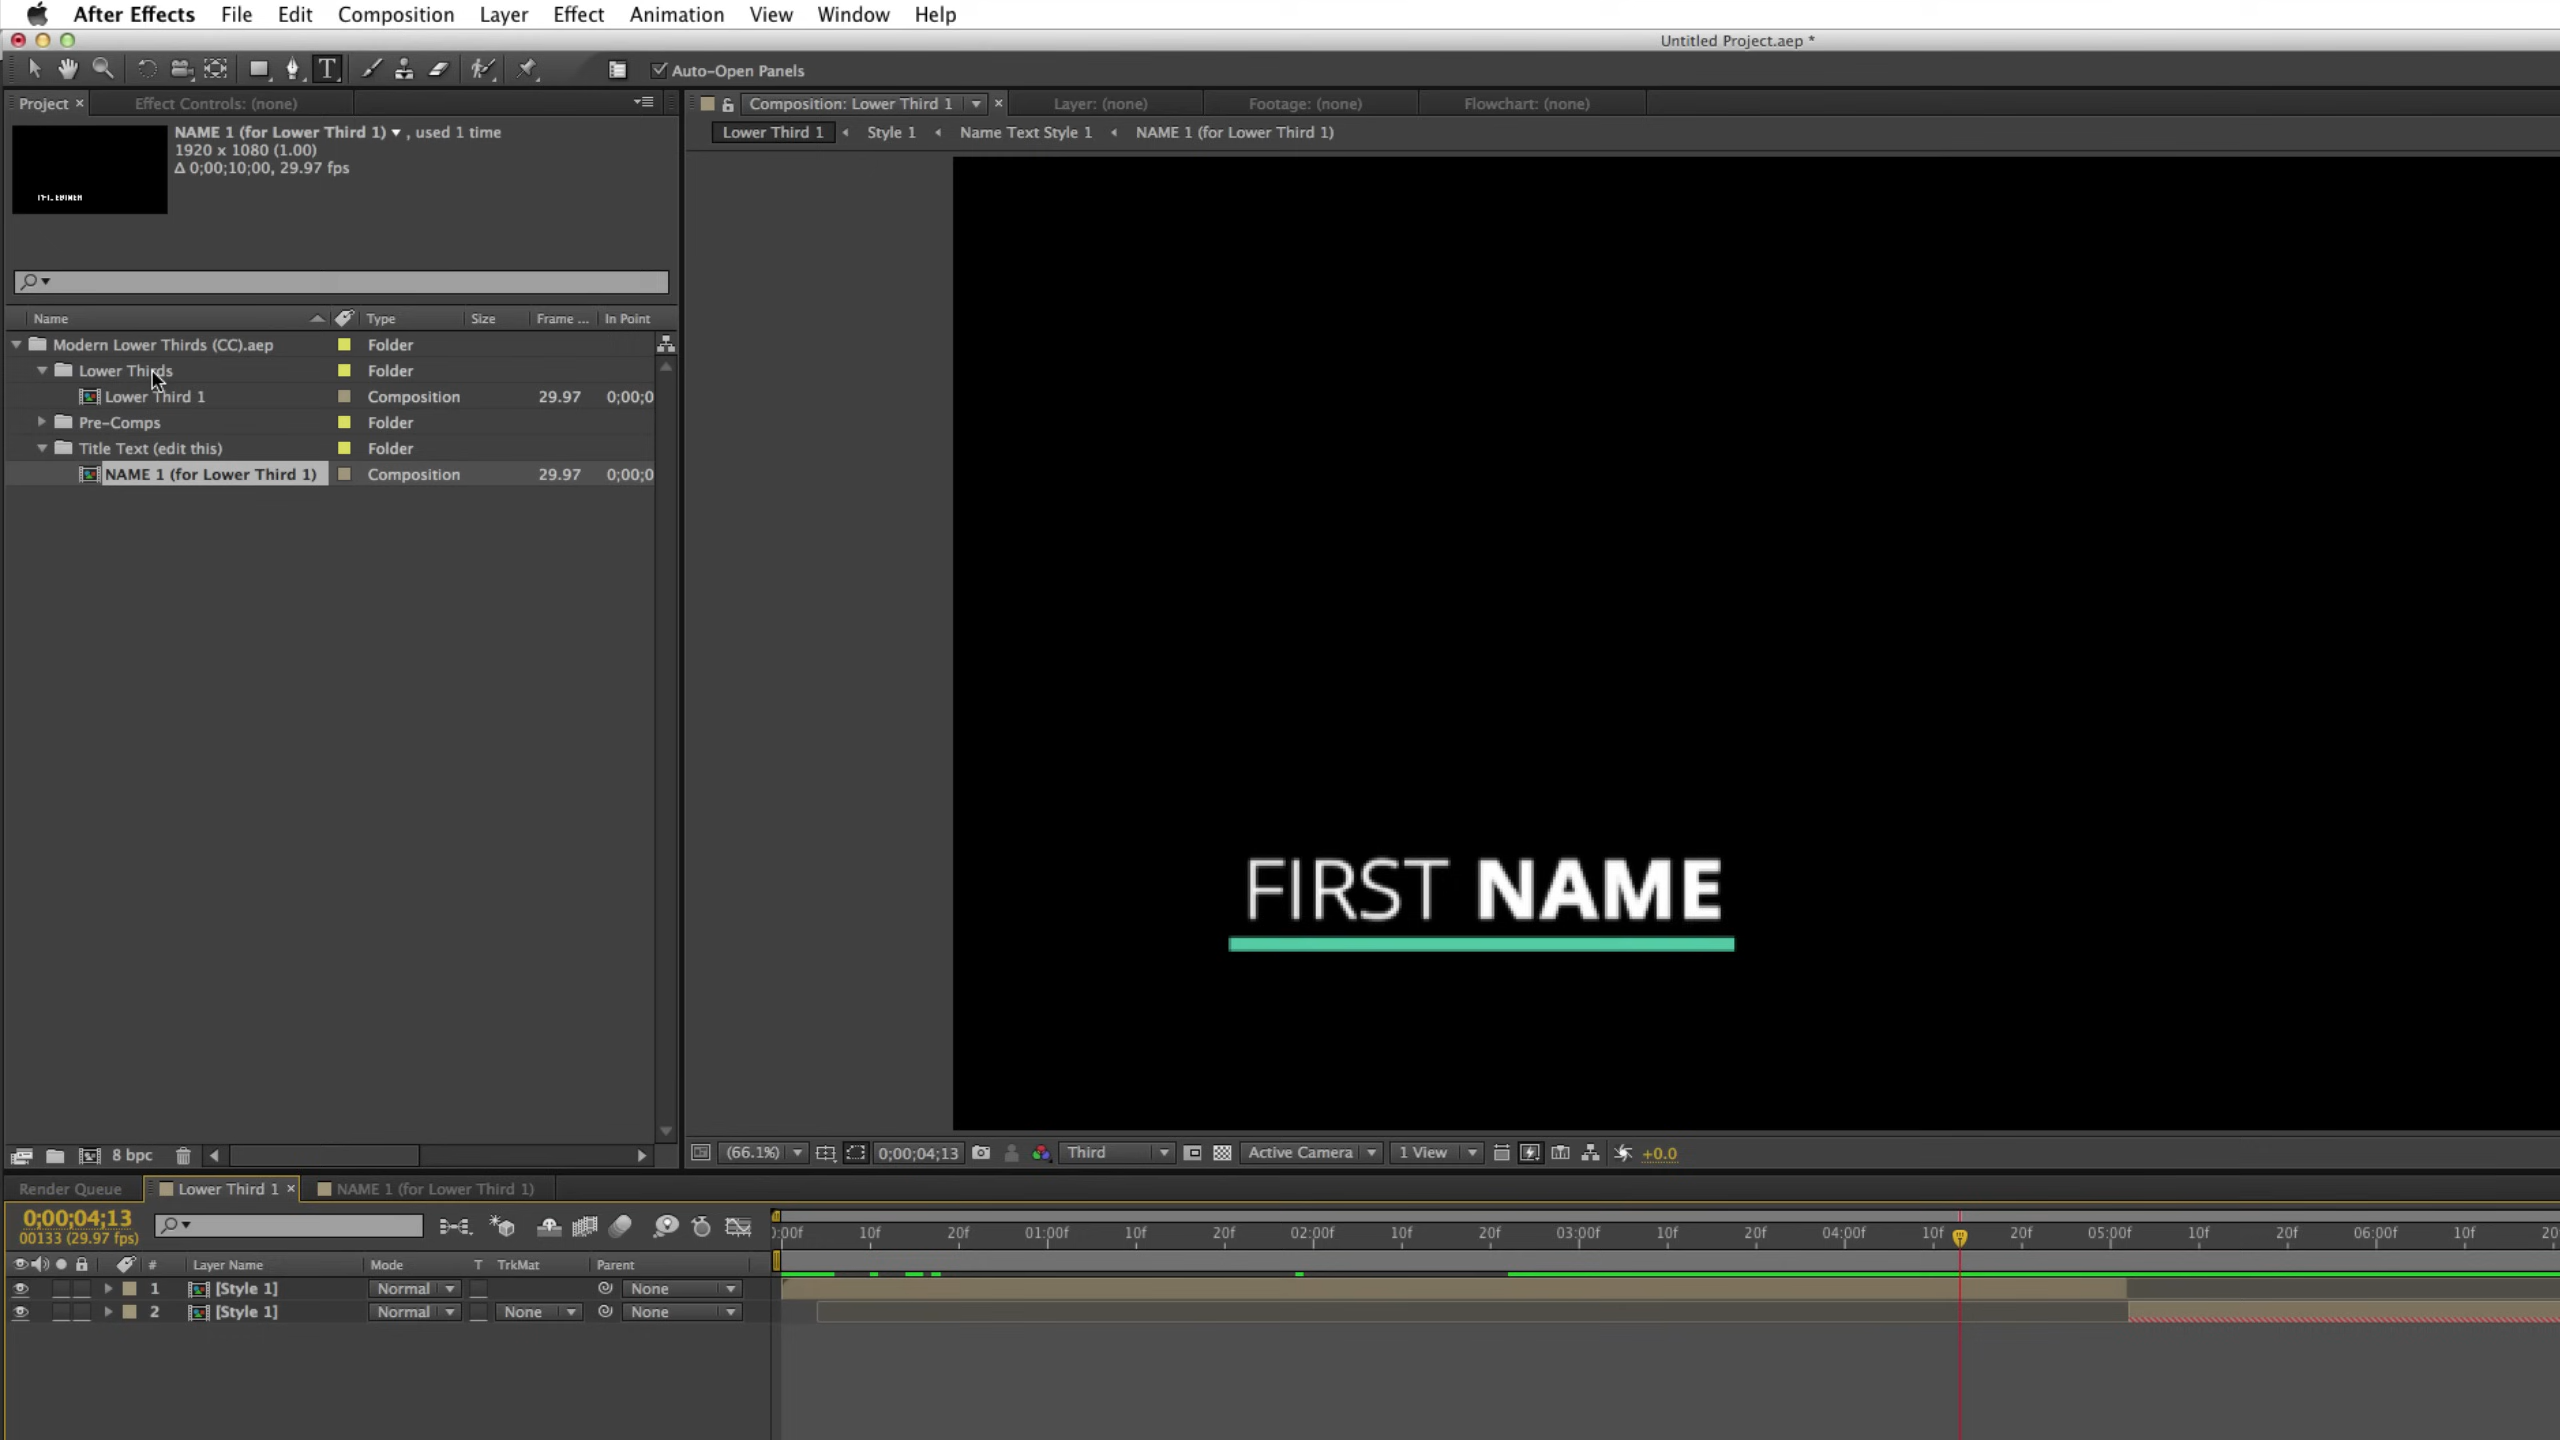 After Effects File Edit Composition Layer Effect Animation View Window Help
Untitled Project.aep *
T Auto-Open Panels
Project × Effect Controls: (none)
Composition: Lower Third 1 × Layer: (none) Footage: (none) Flowchart: (none)
NAME 1 (for Lower Third 1) , used 1 time
1920 x 1080 (1.00)
Δ 0;00;10;00, 29.97 fps
Lower Third 1 Style 1 Name Text Style 1 NAME 1 (for Lower Third 1)
Name Type Size Frame ... In Point
Modern Lower Thirds (CC).aep Folder
Lower Thirds Folder
Lower Third 1 Composition 29.97 0;00;0
Pre-Comps Folder
Title Text (edit this) Folder
NAME 1 (for Lower Third 1) Composition 29.97 0;00;0
FIRST NAME
8 bpc
(66.1%) 0;00;04;13 Third Active Camera 1 View +0.0
Render Queue Lower Third 1 × NAME 1 (for Lower Third 1)
0;00;04;13
00133 (29.97 fps)
):00f 10f 20f 01:00f 10f 20f 02:00f 10f 20f 03:00f 10f 20f 04:00f 10f 20f 05:00f 10f 20f 06:00f 10f 20
# Layer Name Mode T TrkMat Parent
1 [Style 1] Normal None
2 [Style 1] Normal None None